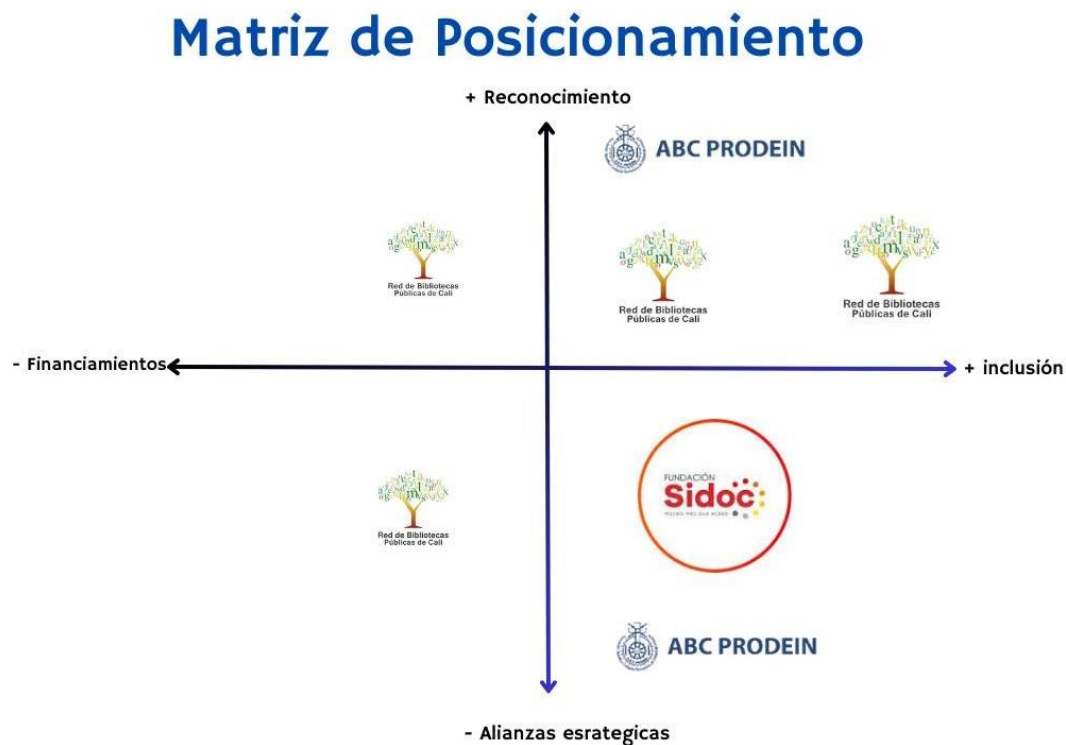 Matriz de Posicionamiento
+ Reconocimiento
ABC PRODEIN
Red de Bibliotecas
Públicas de Cali
Red de Bibliotecas
Públicas de Cali
Red de Bibliotecas
Públicas de Cali
- Financiamientos
+ inclusión
FUNDACIÓN
Sidoc
Red de Bibliotecas
Públicas de Cali
ABC PRODEIN
- Alianzas esrategicas